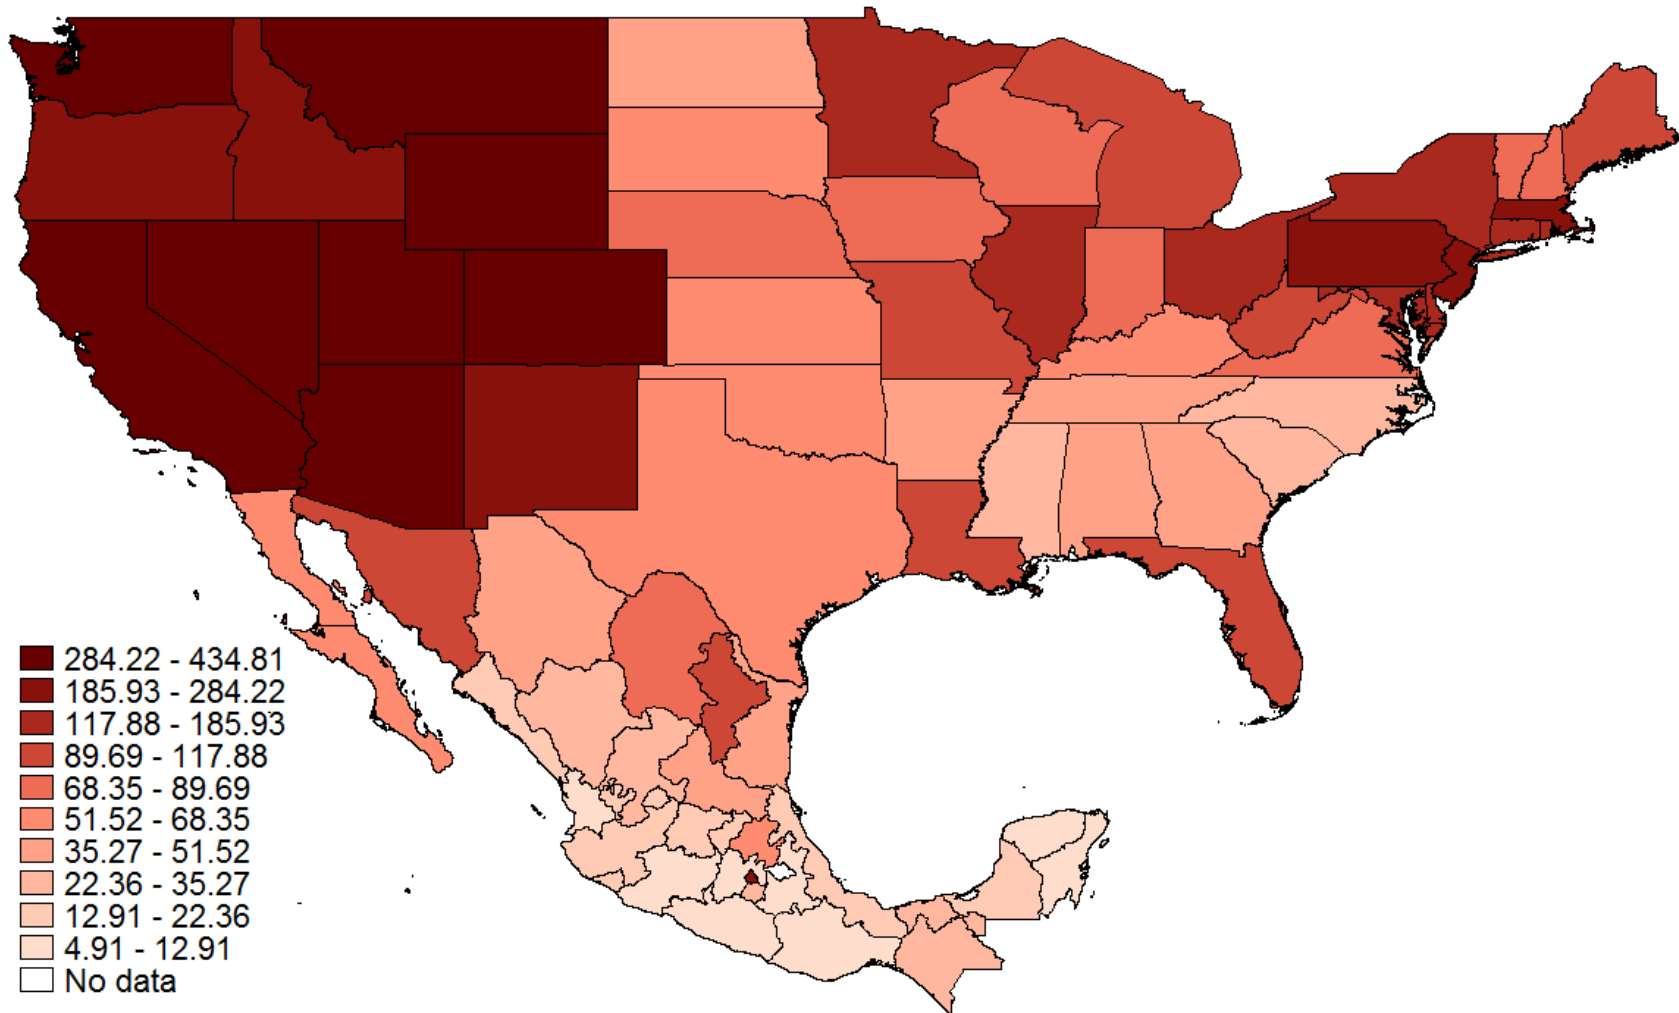 284.22 - 434.81
185.93 - 284.22
117.88 - 185.93
89.69 - 117.88
68.35 - 89.69
51.52 - 68.35
35.27 - 51.52
22.36 - 35.27
12.91 - 22.36
4.91 - 12.91
No data